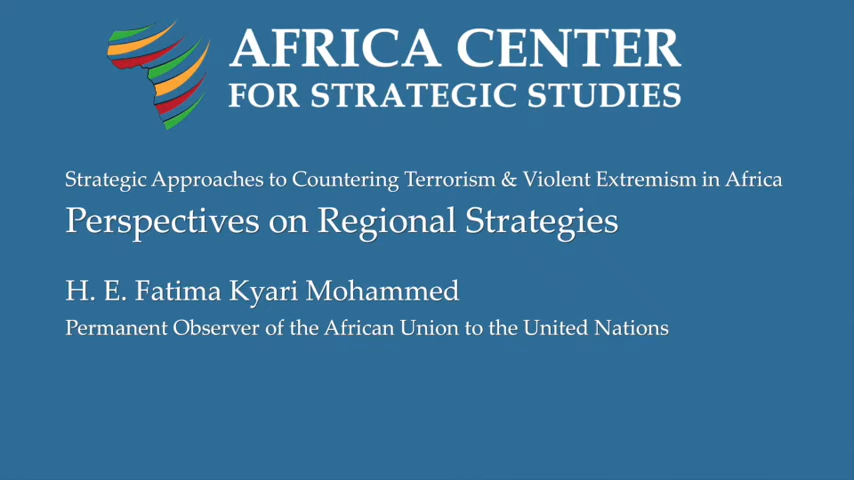 AFRICA CENTER
FOR STRATEGIC STUDIES
Strategic Approaches to Countering Terrorism & Violent Extremism in Africa
Perspectives on Regional Strategies
H. E. Fatima Kyari Mohammed
Permanent Observer of the African Union to the United Nations